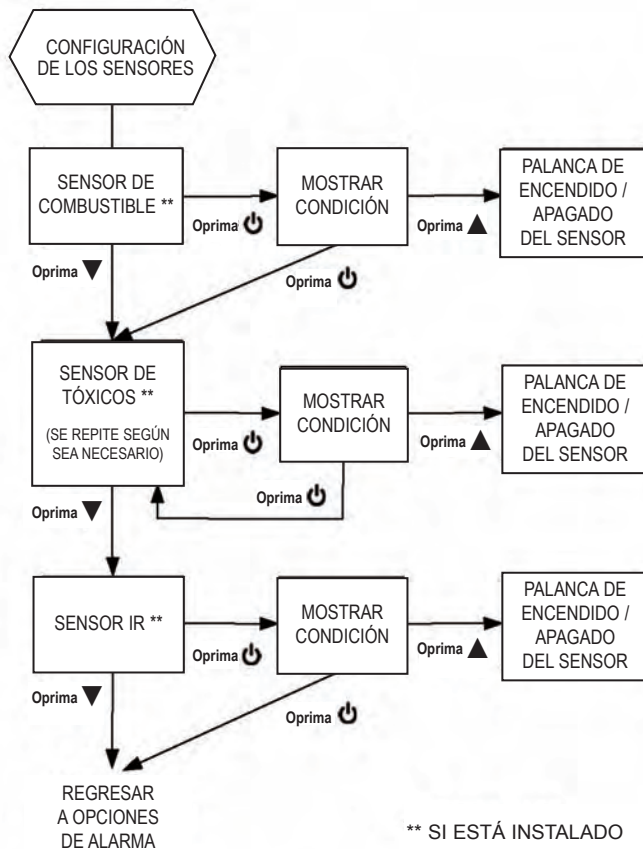 CONFIGURACIÓN
DE LOS SENSORES
SENSOR DE
COMBUSTIBLE **
Oprima
MOSTRAR
CONDICIÓN
Oprima ▲
PALANCA DE
ENCENDIDO /
APAGADO
DEL SENSOR
Oprima ▼
Oprima
SENSOR DE
TÓXICOS **
(SE REPITE SEGÚN
SEA NECESARIO)
Oprima
MOSTRAR
CONDICIÓN
Oprima ▲
PALANCA DE
ENCENDIDO /
APAGADO
DEL SENSOR
Oprima
Oprima ▼
SENSOR IR **
Oprima
MOSTRAR
CONDICIÓN
Oprima ▲
PALANCA DE
ENCENDIDO /
APAGADO
DEL SENSOR
Oprima ▼
Oprima
REGRESAR
A OPCIONES
DE ALARMA
** SI ESTÁ INSTALADO